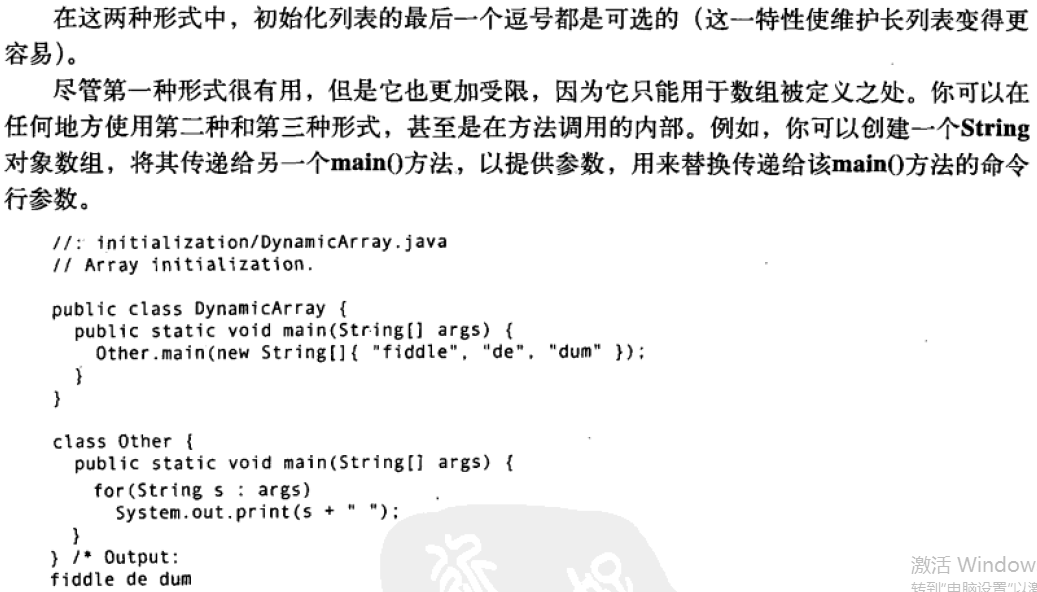 在这两种形式中，初始化列表的最后一个逗号都是可选的（这一特性使维护长列表变得更
容易）。
尽管第一种形式很有用，但是它也更加受限，因为它只能用于数组被定义之处。你可以在
任何地方使用第二种和第三种形式，甚至是在方法调用的内部。例如，你可以创建一个String
对象数组，将其传递给另一个main()方法，以提供参数，用来替换传递给该main()方法的命令
行参数。
//: initialization/DynamicArray.java
// Array initialization.
public class DynamicArray {
public static void main(String[] args) {
Other.main(new String[]{ "fiddle", "de", "dum" });
}
}
class Other {
public static void main(String[] args) {
for(String s : args)
System.out.print(s + " ");
}
} /* Output:
fiddle de dum
激活 Window
转到"电脑设置"以激